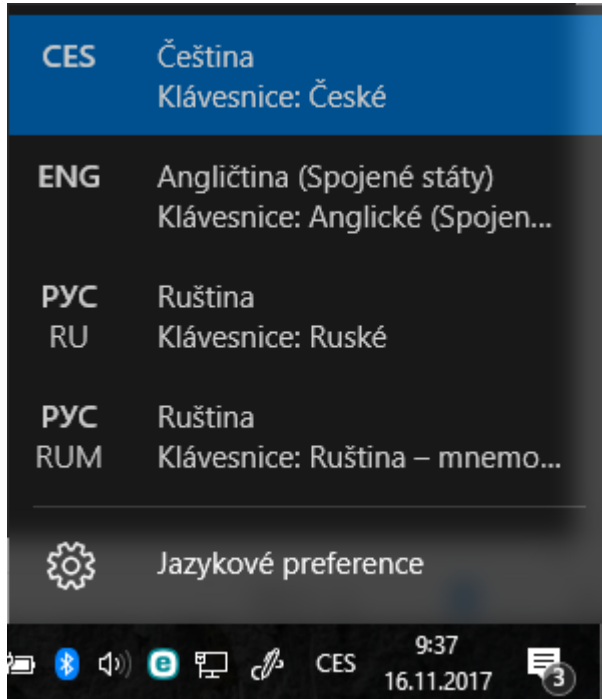 CES Čeština
Klávesnice: České
ENG Angličtina (Spojené státy)
Klávesnice: Anglické (Spojen...
РУС Ruština
RU Klávesnice: Ruské
РУС Ruština
RUM Klávesnice: Ruština – mnemo...
Jazykové preference
e CES 9:37
16.11.2017 3